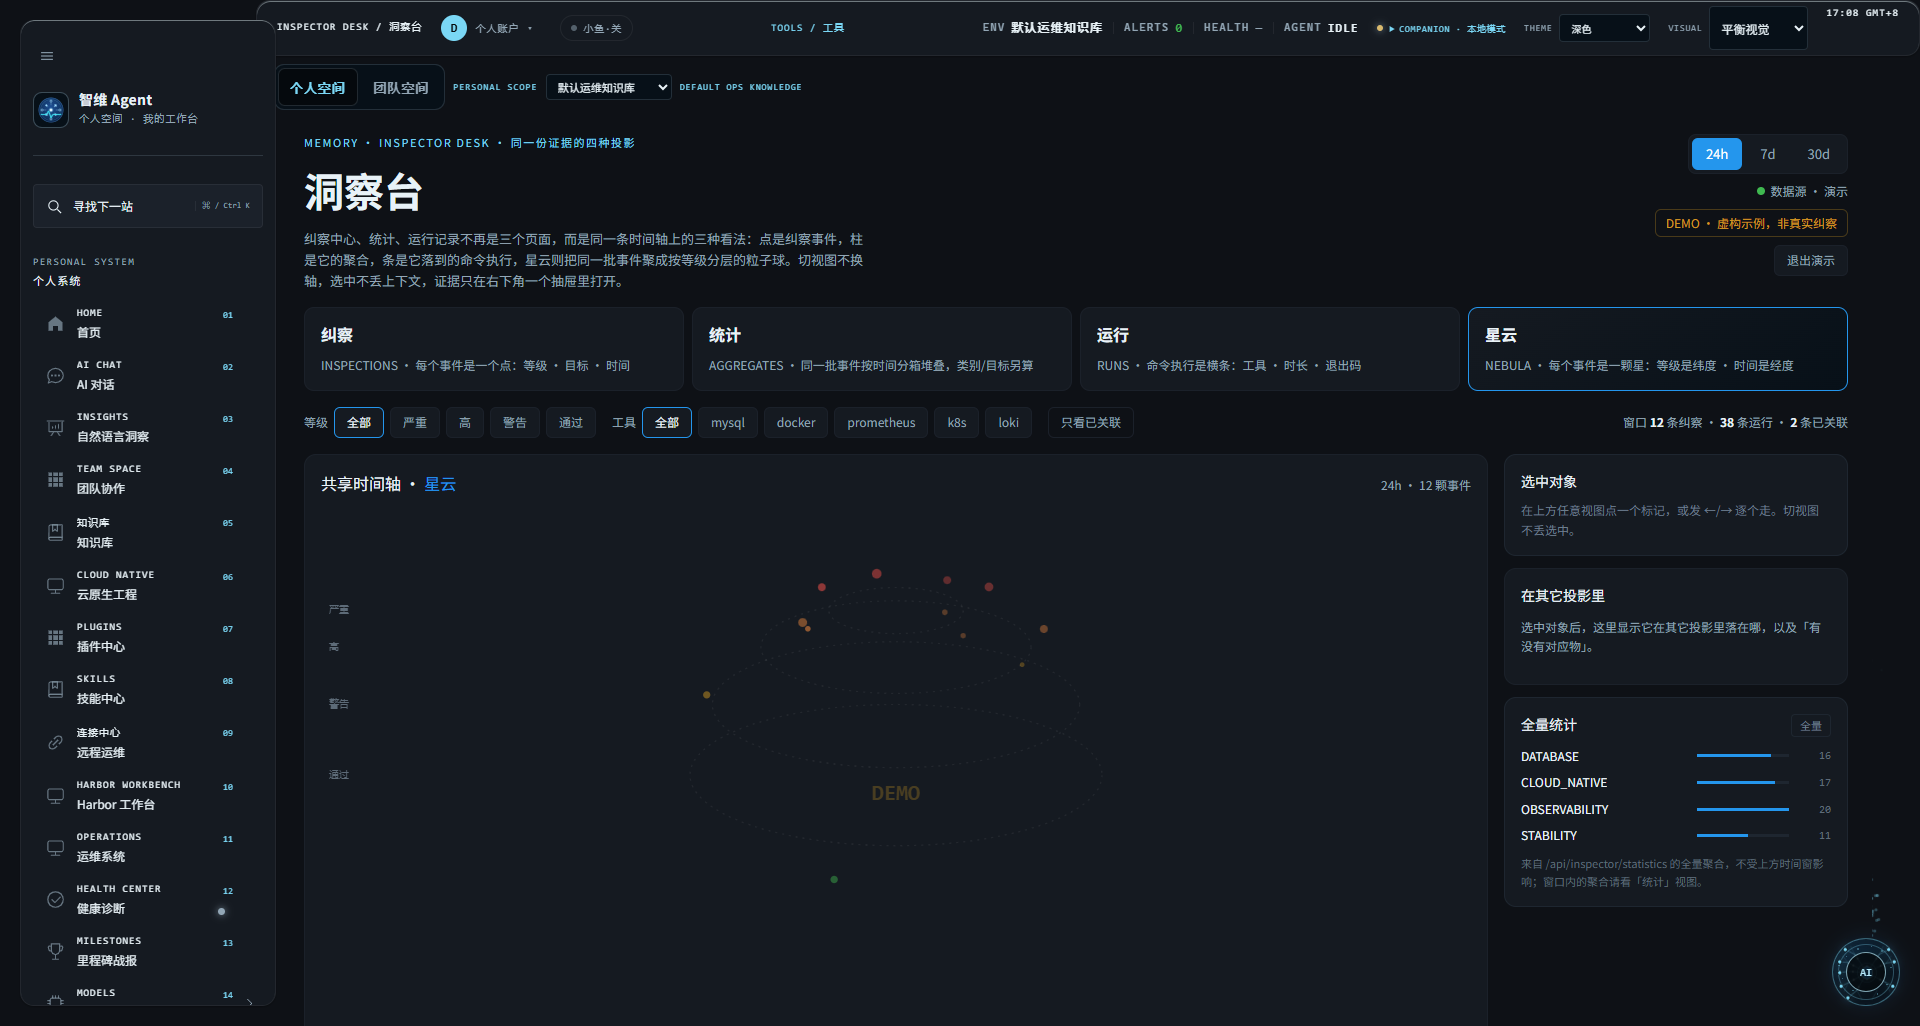 INSPECTOR DESK / 洞察台
D 个人账户
小鱼·关
TOOLS / 工具
ENV 默认运维知识库
ALERTS 0
HEALTH —
AGENT IDLE
COMPANION · 本地模式
THEME 深色
VISUAL 平衡视觉
17:08 GMT+8
智维 Agent
个人空间 · 我的工作台
寻找下一站 ⌘ / Ctrl K
PERSONAL SYSTEM
个人系统
HOME 01
首页
AI CHAT 02
AI 对话
INSIGHTS 03
自然语言洞察
TEAM SPACE 04
团队协作
知识库 05
知识库
CLOUD NATIVE 06
云原生工程
PLUGINS 07
插件中心
SKILLS 08
技能中心
连接中心 09
远程运维
HARBOR WORKBENCH 10
Harbor 工作台
OPERATIONS 11
运维系统
HEALTH CENTER 12
健康诊断
MILESTONES 13
里程碑战报
MODELS 14
个人空间 团队空间 PERSONAL SCOPE 默认运维知识库 DEFAULT OPS KNOWLEDGE
MEMORY · INSPECTOR DESK · 同一份证据的四种投影
洞察台
纠察中心、统计、运行记录不再是三个页面，而是同一条时间轴上的三种看法：点是纠察事件，柱
是它的聚合，条是它落到的命令执行，星云则把同一批事件聚成按等级分层的粒子球。切视图不换
轴，选中不丢上下文，证据只在右下角一个抽屉里打开。
24h 7d 30d
数据源 · 演示
DEMO · 虚构示例，非真实纠察
退出演示
纠察
INSPECTIONS · 每个事件是一个点：等级 · 目标 · 时间
统计
AGGREGATES · 同一批事件按时间分箱堆叠，类别/目标另算
运行
RUNS · 命令执行是横条：工具 · 时长 · 退出码
星云
NEBULA · 每个事件是一颗星：等级是纬度 · 时间是经度
等级 全部 严重 高 警告 通过 工具 全部 mysql docker prometheus k8s loki 只看已关联
窗口 12 条纠察 · 38 条运行 · 2 条已关联
共享时间轴 · 星云
24h · 12 颗事件
严重
高
警告
通过
DEMO
选中对象
在上方任意视图点一个标记，或发 ←/→ 逐个走。切视图
不丢选中。
在其它投影里
选中对象后，这里显示它在其它投影里落在哪，以及「有
没有对应物」。
全量统计 全量
DATABASE 16
CLOUD_NATIVE 17
OBSERVABILITY 20
STABILITY 11
来自 /api/inspector/statistics 的全量聚合，不受上方时间窗影
响；窗口内的聚合请看「统计」视图。
AI